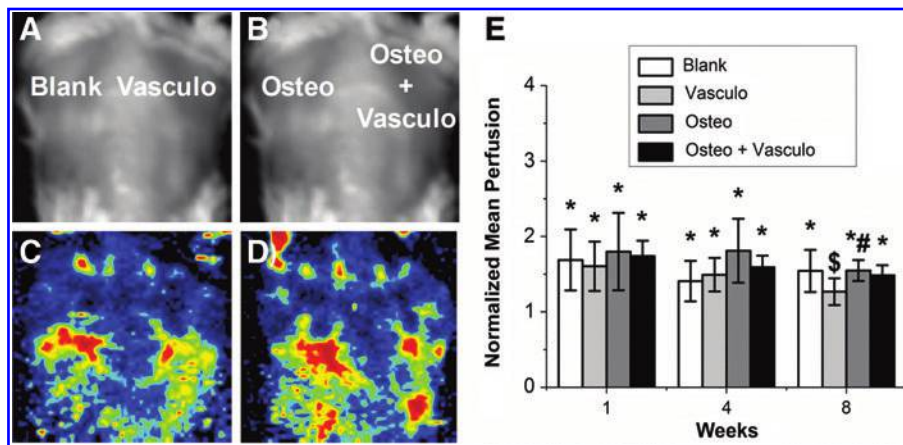 A
Blank Vasculo
B
Osteo
Osteo
+
Vasculo
C
D
E
Blank
Vasculo
Osteo
Osteo + Vasculo
Normalized Mean Perfusion
4
3
2
1
0
* * * *
* * * *
* $ *# *
1 4 8
Weeks